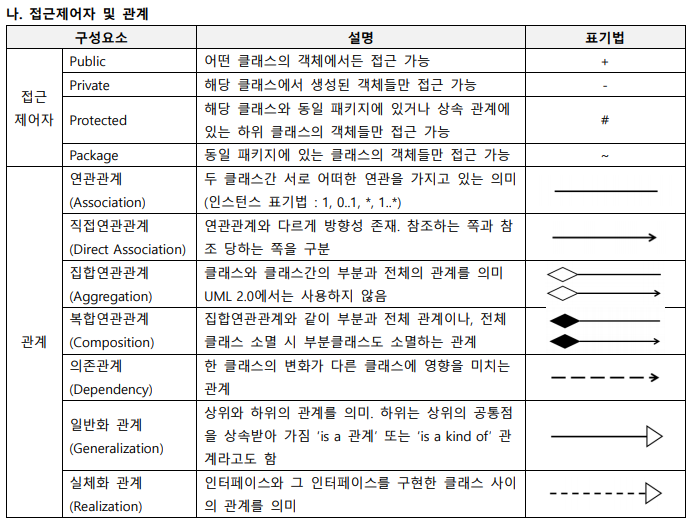 나. 접근제어자 및 관계
구성요소 설명 표기법
접근
제어자
Public 어떤 클래스의 객체에서든 접근 가능 +
Private 해당 클래스에서 생성된 객체들만 접근 가능 -
Protected 해당 클래스와 동일 패키지에 있거나 상속 관계에
있는 하위 클래스의 객체들만 접근 가능 #
Package 동일 패키지에 있는 클래스의 객체들만 접근 가능 ~
관계
연관관계
(Association)
두 클래스간 서로 어떠한 연관을 가지고 있는 의미
(인스턴스 표기법 : 1, 0..1, *, 1..*)
직접연관관계
(Direct Association)
연관관계와 다르게 방향성 존재. 참조하는 쪽과 참
조 당하는 쪽을 구분
집합연관관계
(Aggregation)
클래스와 클래스간의 부분과 전체의 관계를 의미
UML 2.0에서는 사용하지 않음
복합연관관계
(Composition)
집합연관관계와 같이 부분과 전체 관계이나, 전체
클래스 소멸 시 부분클래스도 소멸하는 관계
의존관계
(Dependency)
한 클래스의 변화가 다른 클래스에 영향을 미치는
관계
일반화 관계
(Generalization)
상위와 하위의 관계를 의미. 하위는 상위의 공통점
을 상속받아 가짐 ‘is a 관계’ 또는 ‘is a kind of’ 관
계라고도 함
실체화 관계
(Realization)
인터페이스와 그 인터페이스를 구현한 클래스 사이
의 관계를 의미